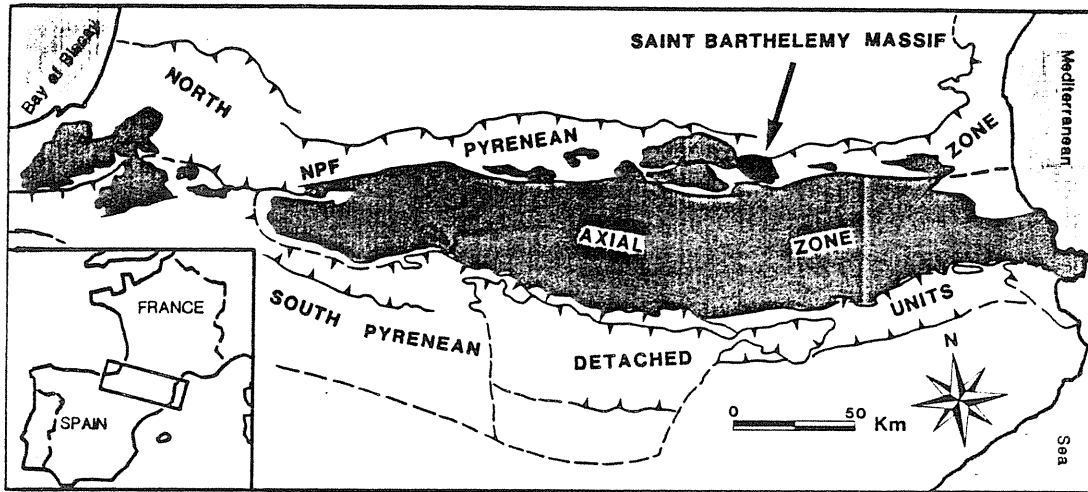 SAINT BARTHELEMY MASSIF
Bay of Biscay
Mediterranean
Sea
NORTH
PYRENEAN
ZONE
NPF
AXIAL
ZONE
SOUTH PYRENEAN
DETACHED
UNITS
N
0 50 Km
FRANCE
SPAIN